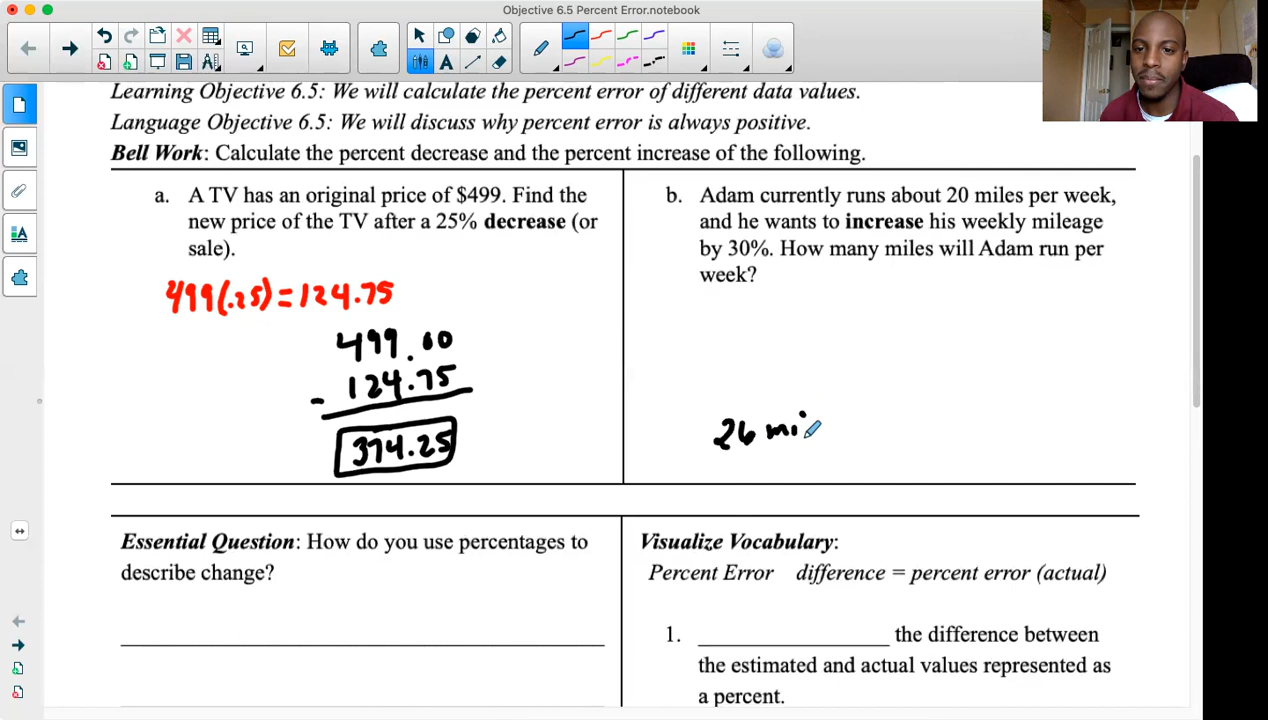 Objective 6.5 Percent Error.notebook
Learning Objective 6.5: We will calculate the percent error of different data values.
Language Objective 6.5: We will discuss why percent error is always positive.
Bell Work: Calculate the percent decrease and the percent increase of the following.
a. A TV has an original price of $499. Find the
new price of the TV after a 25% decrease (or
sale).
499(.25)=124.75
499.00
- 124.75
374.25
b. Adam currently runs about 20 miles per week,
and he wants to increase his weekly mileage
by 30%. How many miles will Adam run per
week?
26 mi
Essential Question: How do you use percentages to
describe change?
Visualize Vocabulary:
Percent Error difference = percent error (actual)
1. ________________ the difference between
the estimated and actual values represented as
a percent.